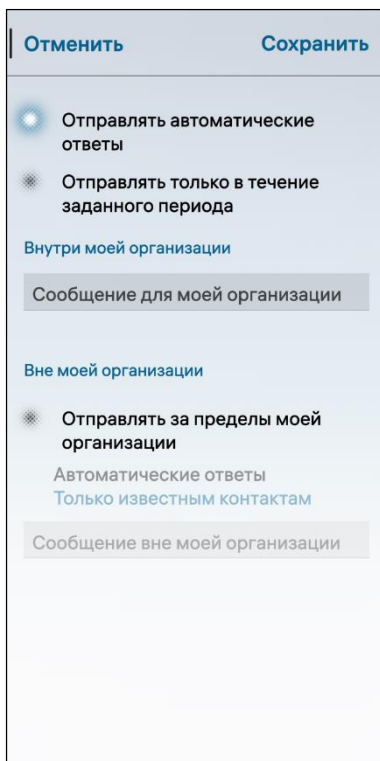 Отменить Сохранить
Отправлять автоматические
ответы
Отправлять только в течение
заданного периода
Внутри моей организации
Сообщение для моей организации
Вне моей организации
Отправлять за пределы моей
организации
Автоматические ответы
Только известным контактам
Сообщение вне моей организации